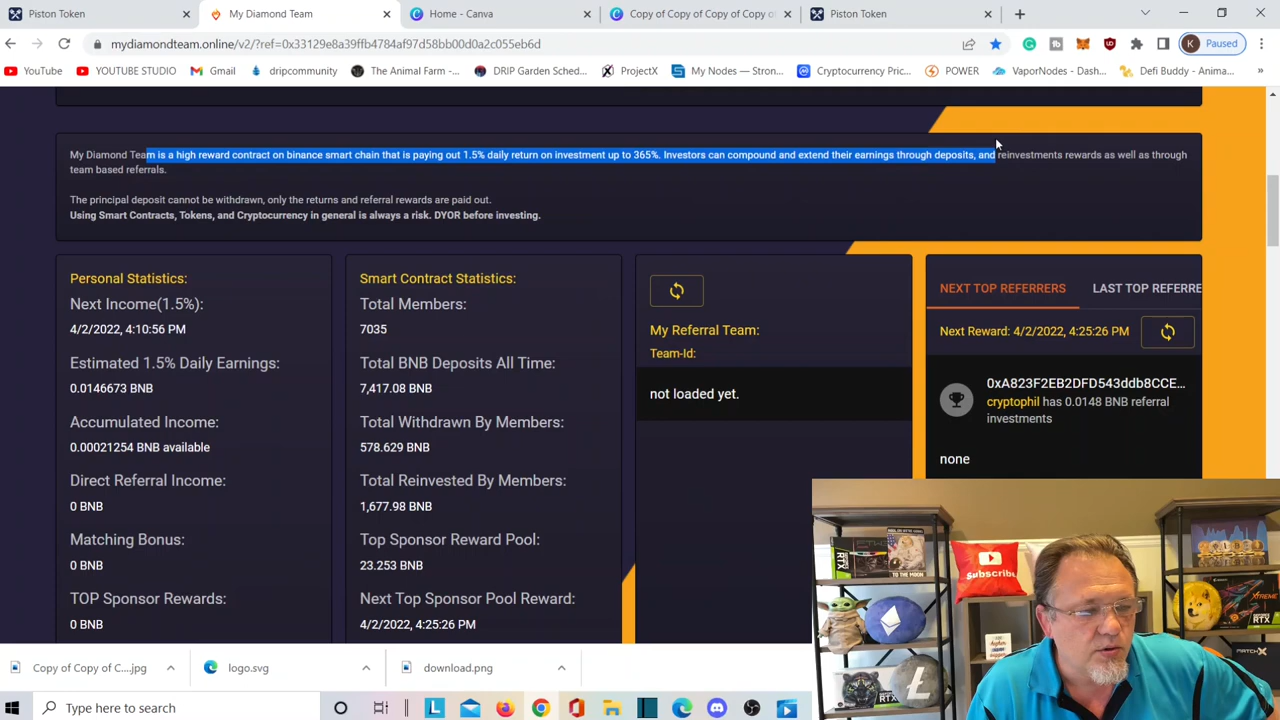 Piston Token
My Diamond Team
Home - Canva
Copy of Copy of Copy of Copy of
Piston Token
mydiamondteam.online/v2/?ref=0x33129e8a39ffb4784aff7d58bb00d0a2c055eb6d
K Paused
YouTube
YOUTUBE STUDIO
Gmail
dripcommunity
The Animal Farm -...
DRIP Garden Sched...
ProjectX
My Nodes — Stron...
Cryptocurrency Pric...
POWER
VaporNodes - Dash...
Defi Buddy - Anima...
My Diamond Team is a high reward contract on binance smart chain that is paying out 1.5% daily return on investment up to 365%. Investors can compound and extend their earnings through deposits, and reinvestments rewards as well as through
team based referrals.
The principal deposit cannot be withdrawn, only the returns and referral rewards are paid out.
Using Smart Contracts, Tokens, and Cryptocurrency in general is always a risk. DYOR before investing.
Personal Statistics:
Next Income(1.5%):
4/2/2022, 4:10:56 PM
Estimated 1.5% Daily Earnings:
0.0146673 BNB
Accumulated Income:
0.00021254 BNB available
Direct Referral Income:
0 BNB
Matching Bonus:
0 BNB
TOP Sponsor Rewards:
0 BNB
Smart Contract Statistics:
Total Members:
7035
Total BNB Deposits All Time:
7,417.08 BNB
Total Withdrawn By Members:
578.629 BNB
Total Reinvested By Members:
1,677.98 BNB
Top Sponsor Reward Pool:
23.253 BNB
Next Top Sponsor Pool Reward:
4/2/2022, 4:25:26 PM
My Referral Team:
Team-Id:
not loaded yet.
NEXT TOP REFERRERS
LAST TOP REFERRE
Next Reward: 4/2/2022, 4:25:26 PM
0xA823F2EB2DFD543ddb8CCE...
cryptophil has 0.0148 BNB referral
investments
none
TO THE MOON
Subscribe
RTX
XTREME
RTX
Copy of Copy of C....jpg
logo.svg
download.png
Type here to search